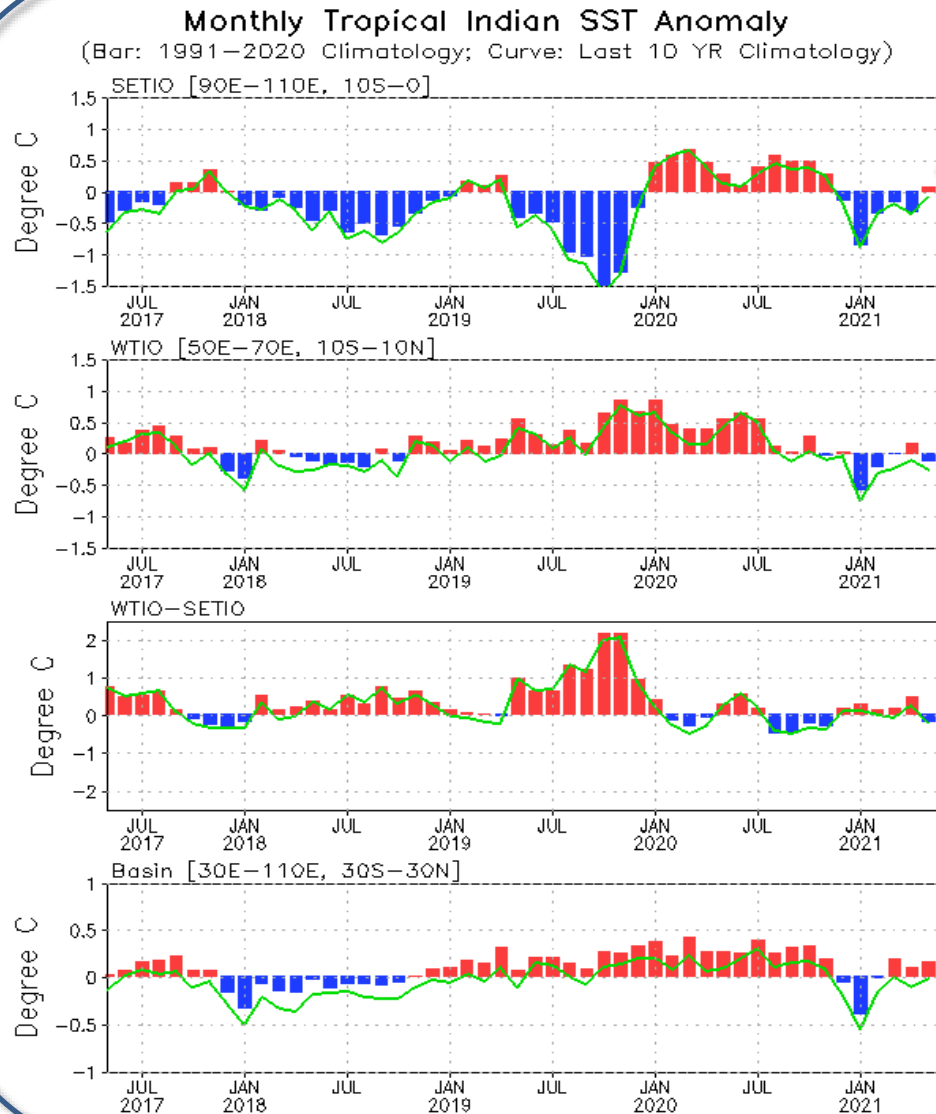 Monthly Tropical Indian SST Anomaly
(Bar: 1991-2020 Climatology; Curve: Last 10 YR Climatology)
SETIO [90E-110E, 10S-0]
Degree C
1.5
1
0.5
0
-0.5
-1
-1.5
JUL JAN JUL JAN JUL JAN JUL JAN
2017 2018 2019 2020 2021
WTIO [50E-70E, 10S-10N]
Degree C
1.5
1
0.5
0
-0.5
-1
-1.5
JUL JAN JUL JAN JUL JAN JUL JAN
2017 2018 2019 2020 2021
WTIO-SETIO
Degree C
2
1
0
-1
-2
JUL JAN JUL JAN JUL JAN JUL JAN
2017 2018 2019 2020 2021
Basin [30E-110E, 30S-30N]
Degree C
1
0.5
0
-0.5
-1
JUL JAN JUL JAN JUL JAN JUL JAN
2017 2018 2019 2020 2021